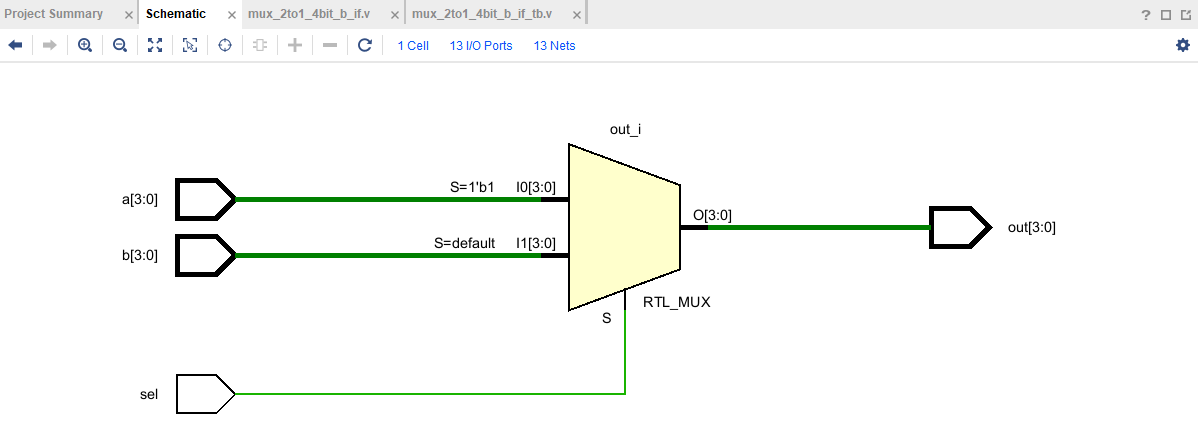 Project Summary × Schematic × mux_2to1_4bit_b_if.v × mux_2to1_4bit_b_if_tb.v × ?
1 Cell 13 I/O Ports 13 Nets
out_i
a[3:0] S=1'b1 I0[3:0]
O[3:0] out[3:0]
b[3:0] S=default I1[3:0]
RTL_MUX
S
sel